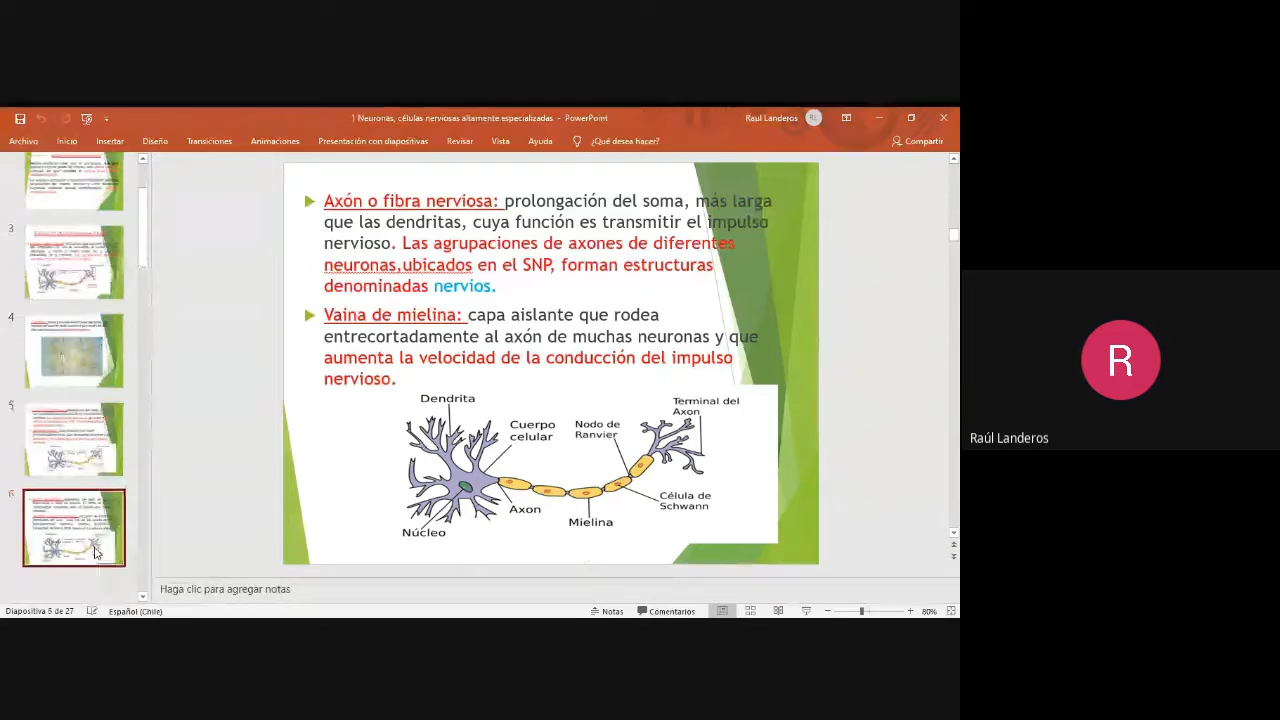 1 Neuronas, células nerviosas altamente especializadas - PowerPoint
Raul Landeros
RL
Archivo Inicio Insertar Diseño Transiciones Animaciones Presentación con diapositivas Revisar Vista Ayuda ¿Qué desea hacer? Compartir
3
4
5
6
Axón o fibra nerviosa: prolongación del soma, más larga
que las dendritas, cuya función es transmitir el impulso
nervioso. Las agrupaciones de axones de diferentes
neuronas,ubicados en el SNP, forman estructuras
denominadas nervios.
Vaina de mielina: capa aislante que rodea
entrecortadamente al axón de muchas neuronas y que
aumenta la velocidad de la conducción del impulso
nervioso.
Dendrita
Cuerpo
celular
Nodo de
Ranvier
Terminal del
Axon
Célula de
Schwann
Axon
Mielina
Núcleo
Haga clic para agregar notas
Diapositiva 5 de 27 Español (Chile) Notas Comentarios 80%
R
Raúl Landeros